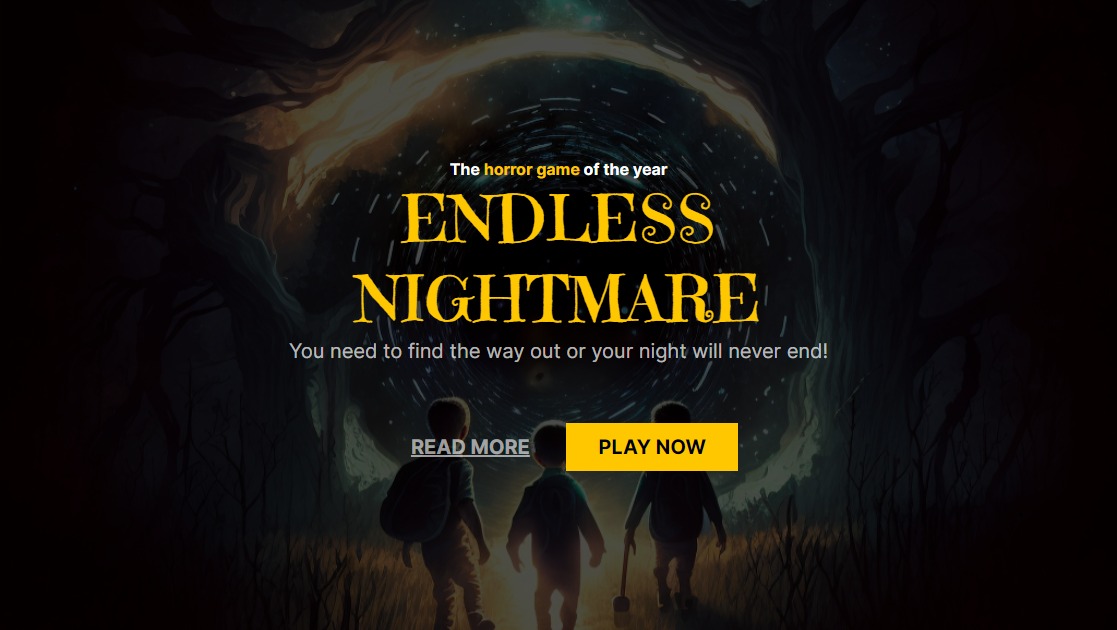 The horror game of the year
ENDLESS
NIGHTMARE
You need to find the way out or your night will never end!
READ MORE
PLAY NOW